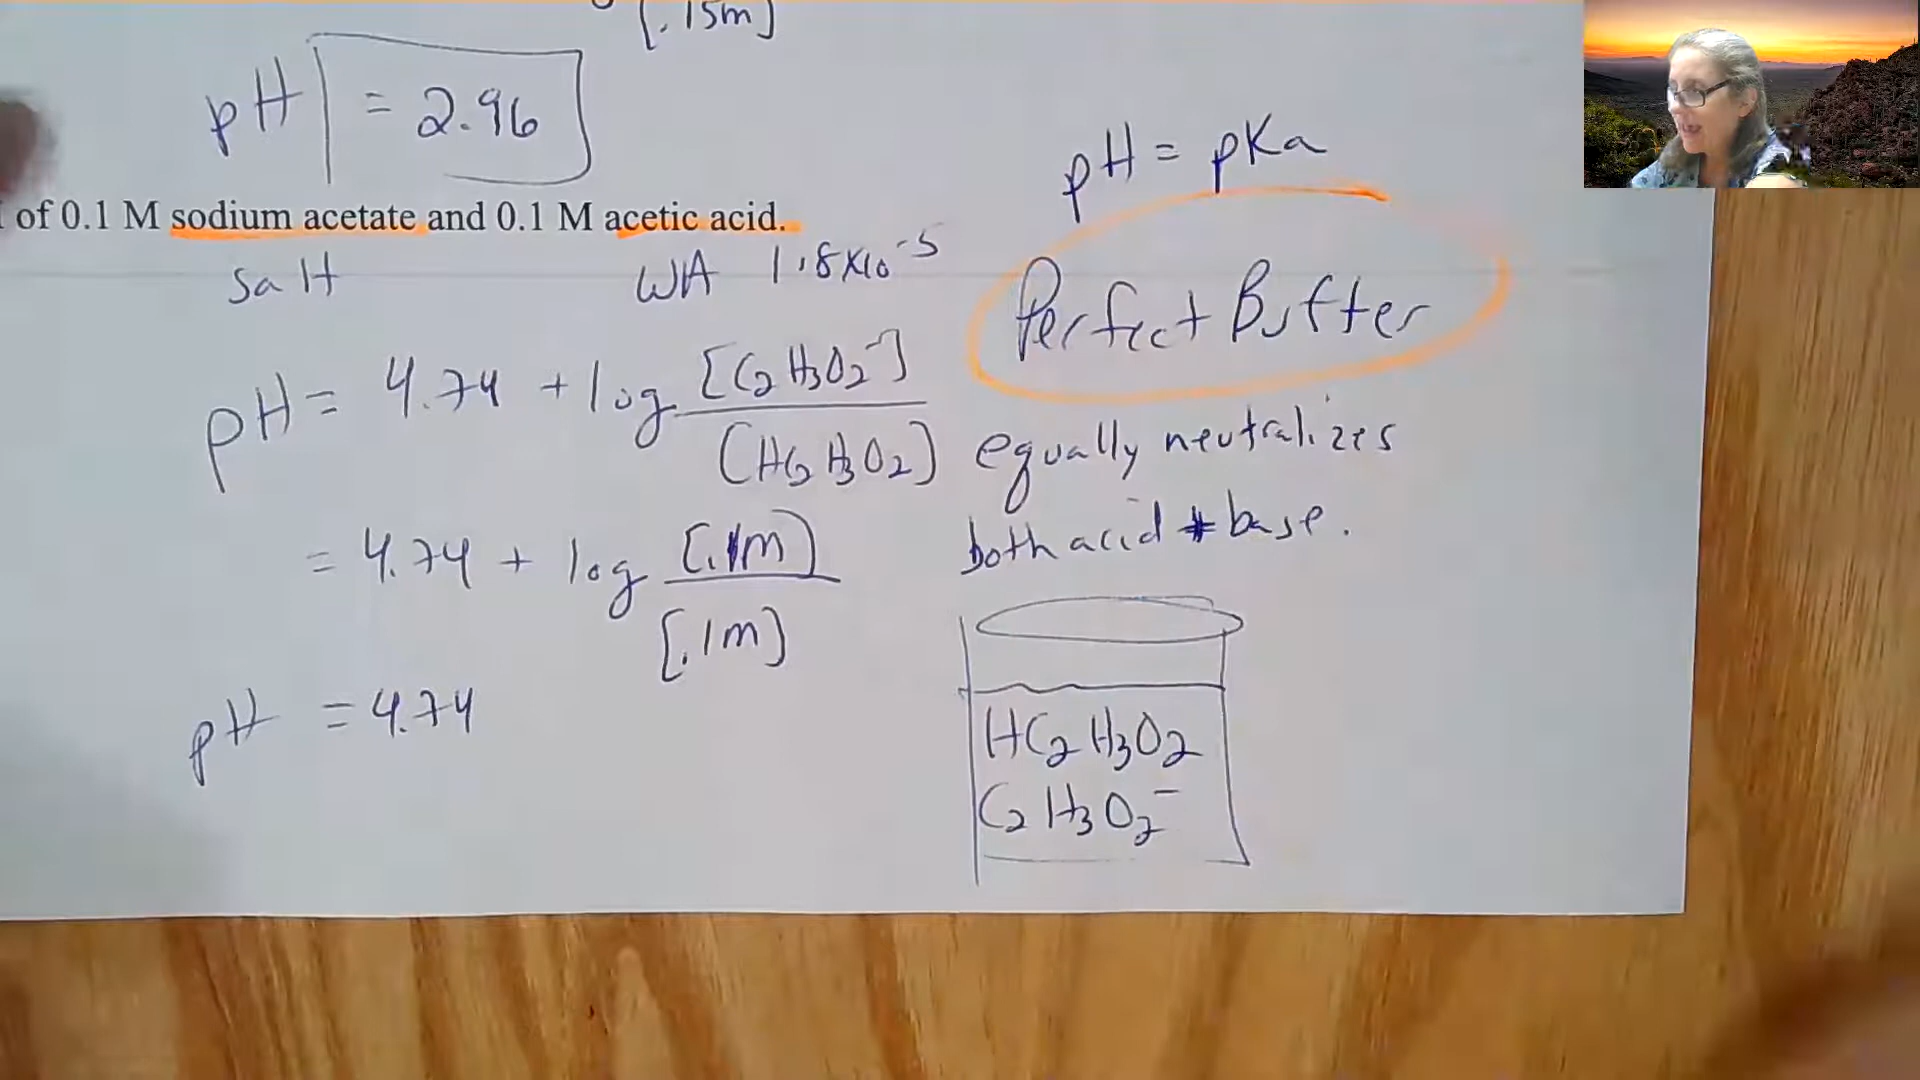 [.15m]
pH = 2.96
of 0.1 M sodium acetate and 0.1 M acetic acid.
salt WA 1.8x10-5
pH = 4.74 + log [C2H3O2-]
[HC2H3O2]
= 4.74 + log [.1m]
[.1m]
pH = 4.74
pH = pKa
Perfect Buffer
equally neutralizes
both acid & base.
HC2H3O2
C2H3O2-